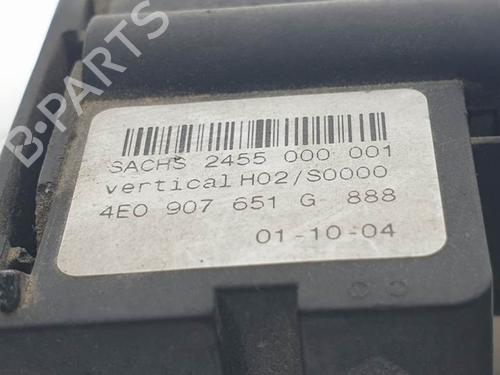 B-PARTS
SACHS 2455 000 001
vertical H02/S0000
4E0 907 651 G 888
01-10-04